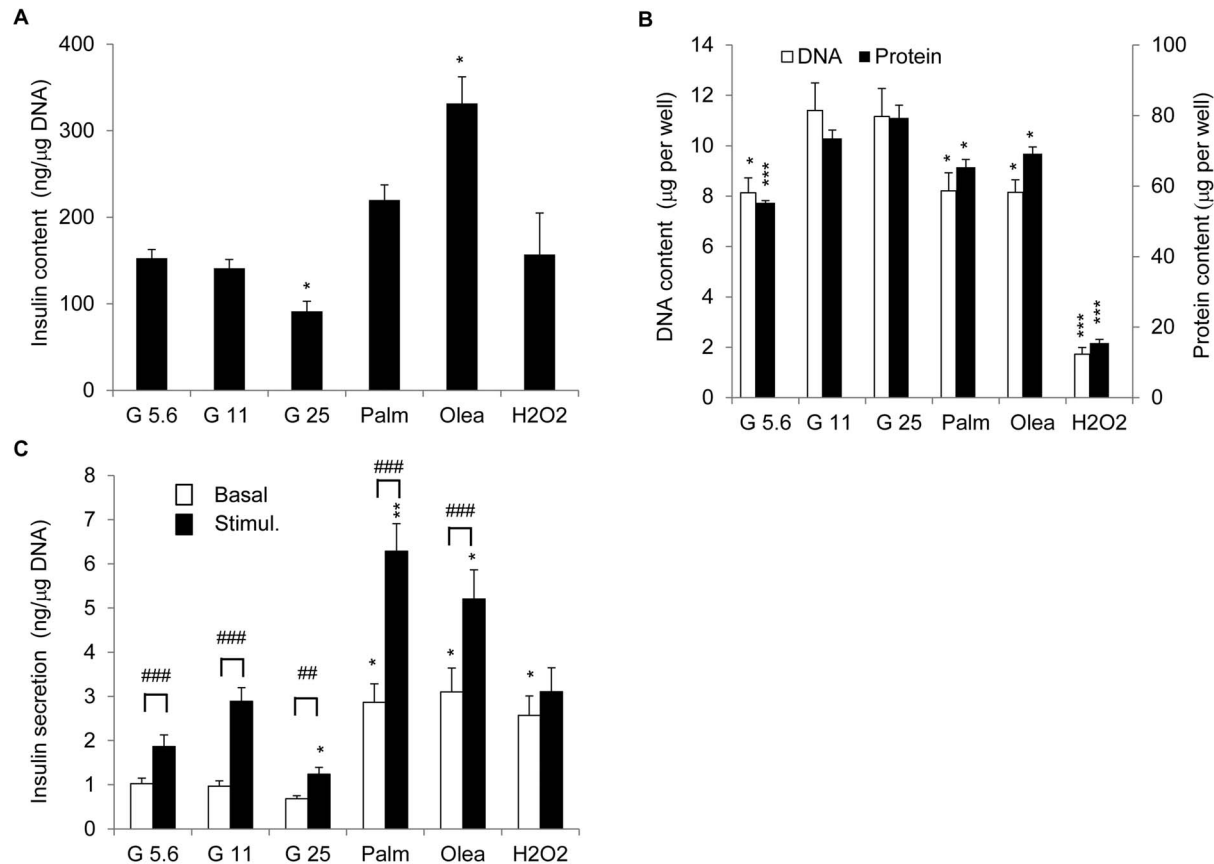 A
Insulin content (ng/µg DNA)
400
300
200
100
0
*
*
G 5.6 G 11 G 25 Palm Olea H2O2
B
DNA content (µg per well)
14
12
10
8
6
4
2
0
DNA Protein
Protein content (µg per well)
100
80
60
40
20
0
* *** * * * * *** ***
G 5.6 G 11 G 25 Palm Olea H2O2
C
Insulin secretion (ng/µg DNA)
8
7
6
5
4
3
2
1
0
Basal
Stimul.
### ### ## ### ###
* * ** * * *
G 5.6 G 11 G 25 Palm Olea H2O2